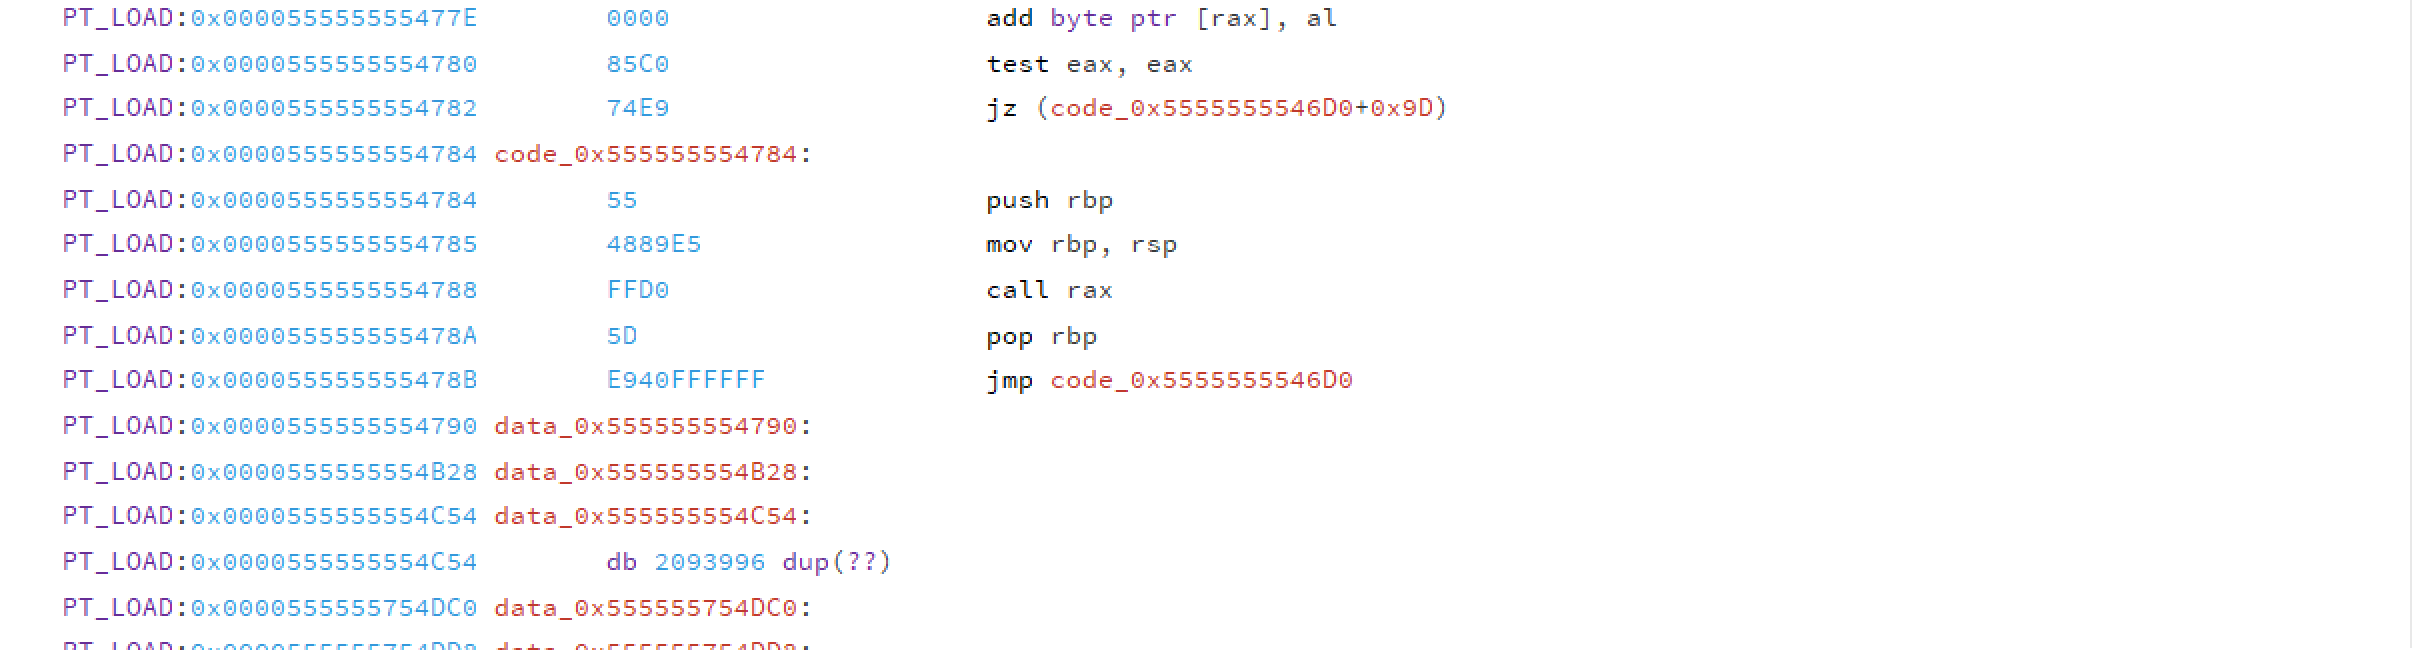 PT_LOAD:0x000055555555477E 0000 add byte ptr [rax], al
PT_LOAD:0x0000555555554780 85C0 test eax, eax
PT_LOAD:0x0000555555554782 74E9 jz (code_0x5555555546D0+0x9D)
PT_LOAD:0x0000555555554784 code_0x555555554784:
PT_LOAD:0x0000555555554784 55 push rbp
PT_LOAD:0x0000555555554785 4889E5 mov rbp, rsp
PT_LOAD:0x0000555555554788 FFD0 call rax
PT_LOAD:0x000055555555478A 5D pop rbp
PT_LOAD:0x000055555555478B E940FFFFFF jmp code_0x5555555546D0
PT_LOAD:0x0000555555554790 data_0x555555554790:
PT_LOAD:0x0000555555554B28 data_0x555555554B28:
PT_LOAD:0x0000555555554C54 data_0x555555554C54:
PT_LOAD:0x0000555555554C54 db 2093996 dup(??)
PT_LOAD:0x0000555555754DC0 data_0x555555754DC0: